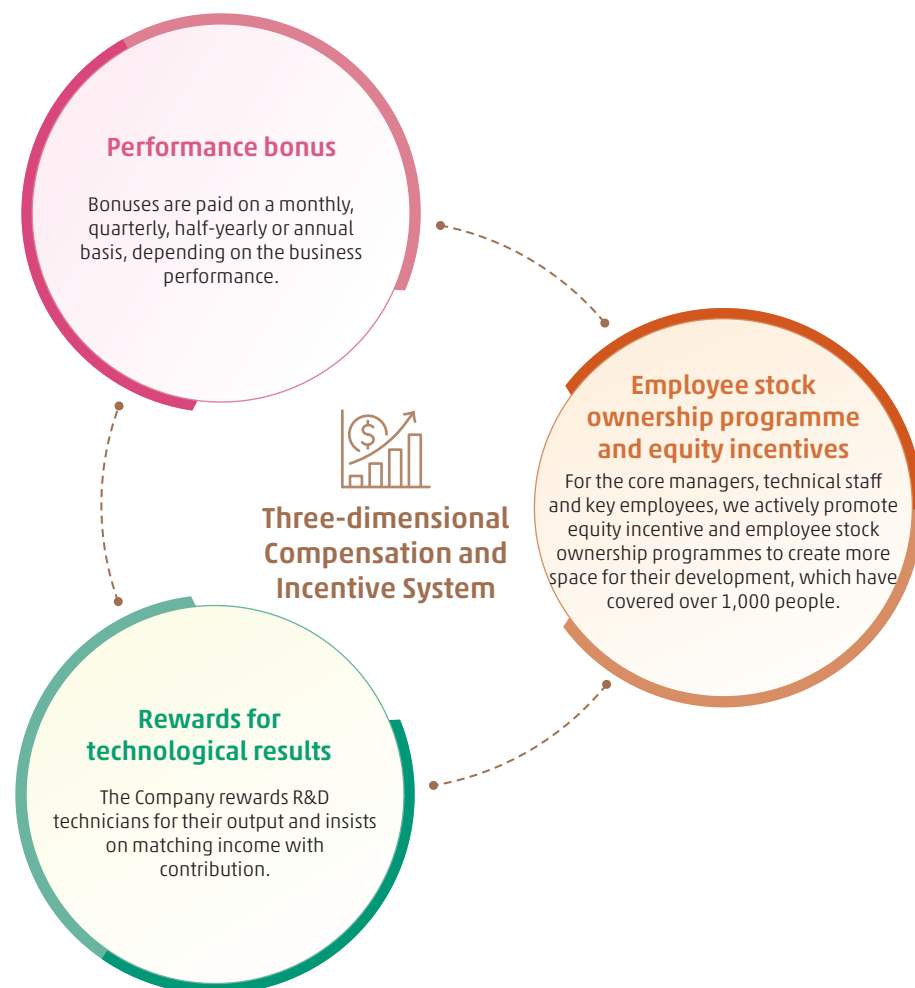 Performance bonus
Bonuses are paid on a monthly,
quarterly, half-yearly or annual
basis, depending on the business
performance.
Employee stock
ownership programme
and equity incentives
For the core managers, technical staff
and key employees, we actively promote
equity incentive and employee stock
ownership programmes to create more
space for their development, which have
covered over 1,000 people.
$
Three-dimensional
Compensation and
Incentive System
Rewards for
technological results
The Company rewards R&D
technicians for their output and insists
on matching income with
contribution.